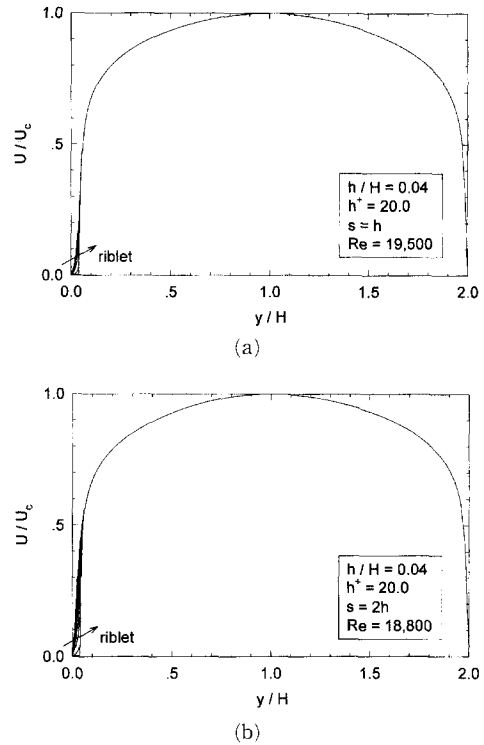 1.0
U / U_c
.5
h / H = 0.04
h⁺ = 20.0
s = h
Re = 19,500
riblet
0.0
0.0 .5 1.0 1.5 2.0
y / H
(a)
1.0
U / U_c
.5
h / H = 0.04
h⁺ = 20.0
s = 2h
Re = 18,800
riblet
0.0
0.0 .5 1.0 1.5 2.0
y / H
(b)